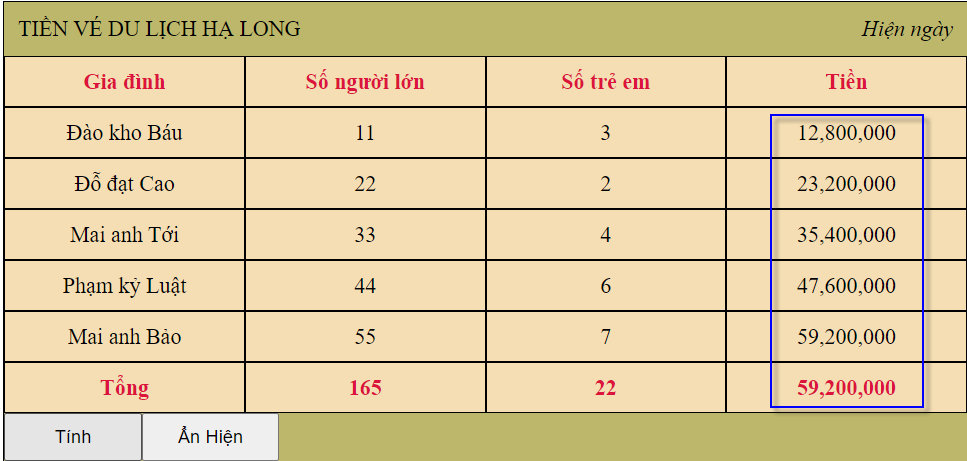 TIỀN VÉ DU LỊCH HẠ LONG Hiện ngày
Gia đình Số người lớn Số trẻ em Tiền
Đào kho Báu 11 3 12,800,000
Đỗ đạt Cao 22 2 23,200,000
Mai anh Tới 33 4 35,400,000
Phạm kỷ Luật 44 6 47,600,000
Mai anh Bảo 55 7 59,200,000
Tổng 165 22 59,200,000
Tính Ẩn Hiện